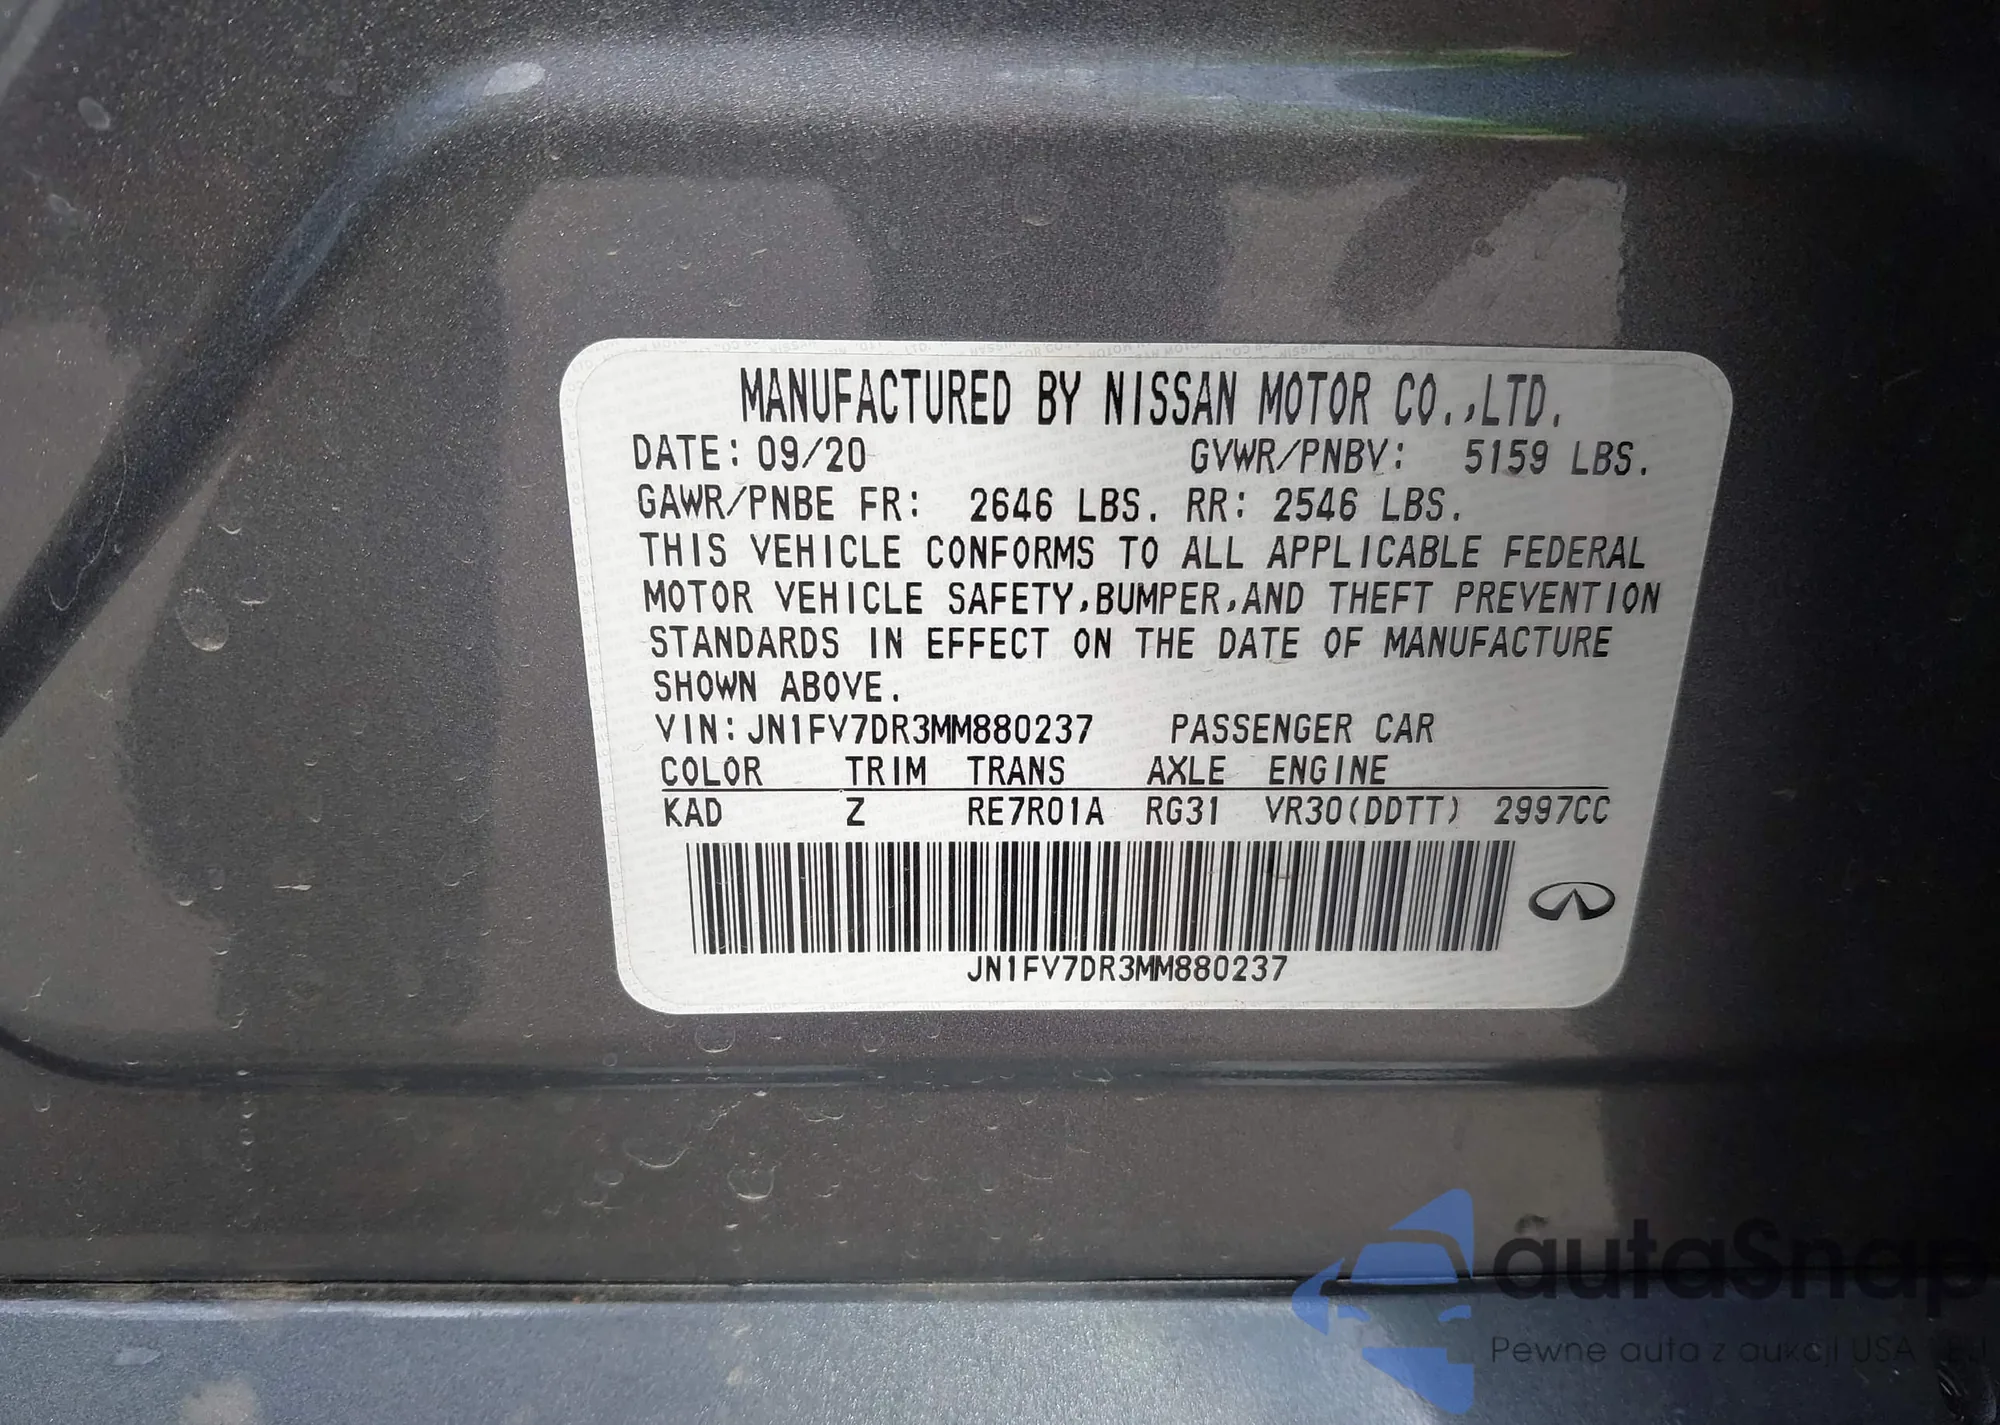 MANUFACTURED BY NISSAN MOTOR CO.,LTD.
DATE: 09/20 GVWR/PNBV: 5159 LBS.
GAWR/PNBE FR: 2646 LBS. RR: 2546 LBS.
THIS VEHICLE CONFORMS TO ALL APPLICABLE FEDERAL
MOTOR VEHICLE SAFETY,BUMPER,AND THEFT PREVENTION
STANDARDS IN EFFECT ON THE DATE OF MANUFACTURE
SHOWN ABOVE.
VIN:JN1FV7DR3MM880237 PASSENGER CAR
COLOR TRIM TRANS AXLE ENGINE
KAD Z RE7R01A RG31 VR30(DDTT) 2997CC
JN1FV7DR3MM880237
autaSnap
Pewne auta z aukcji USA